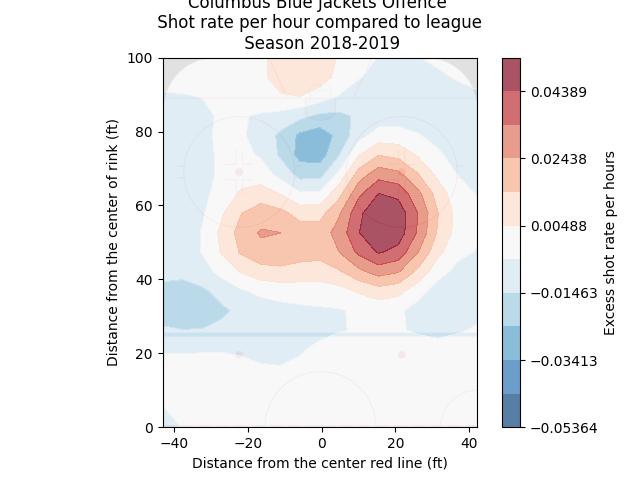 Columbus Blue Jackets Offence
Shot rate per hour compared to league
Season 2018-2019
100
80
60
40
20
0
Distance from the center of rink (ft)
−40
−20
0
20
40
Distance from the center red line (ft)
0.04389
0.02438
0.00488
−0.01463
−0.03413
−0.05364
Excess shot rate per hours